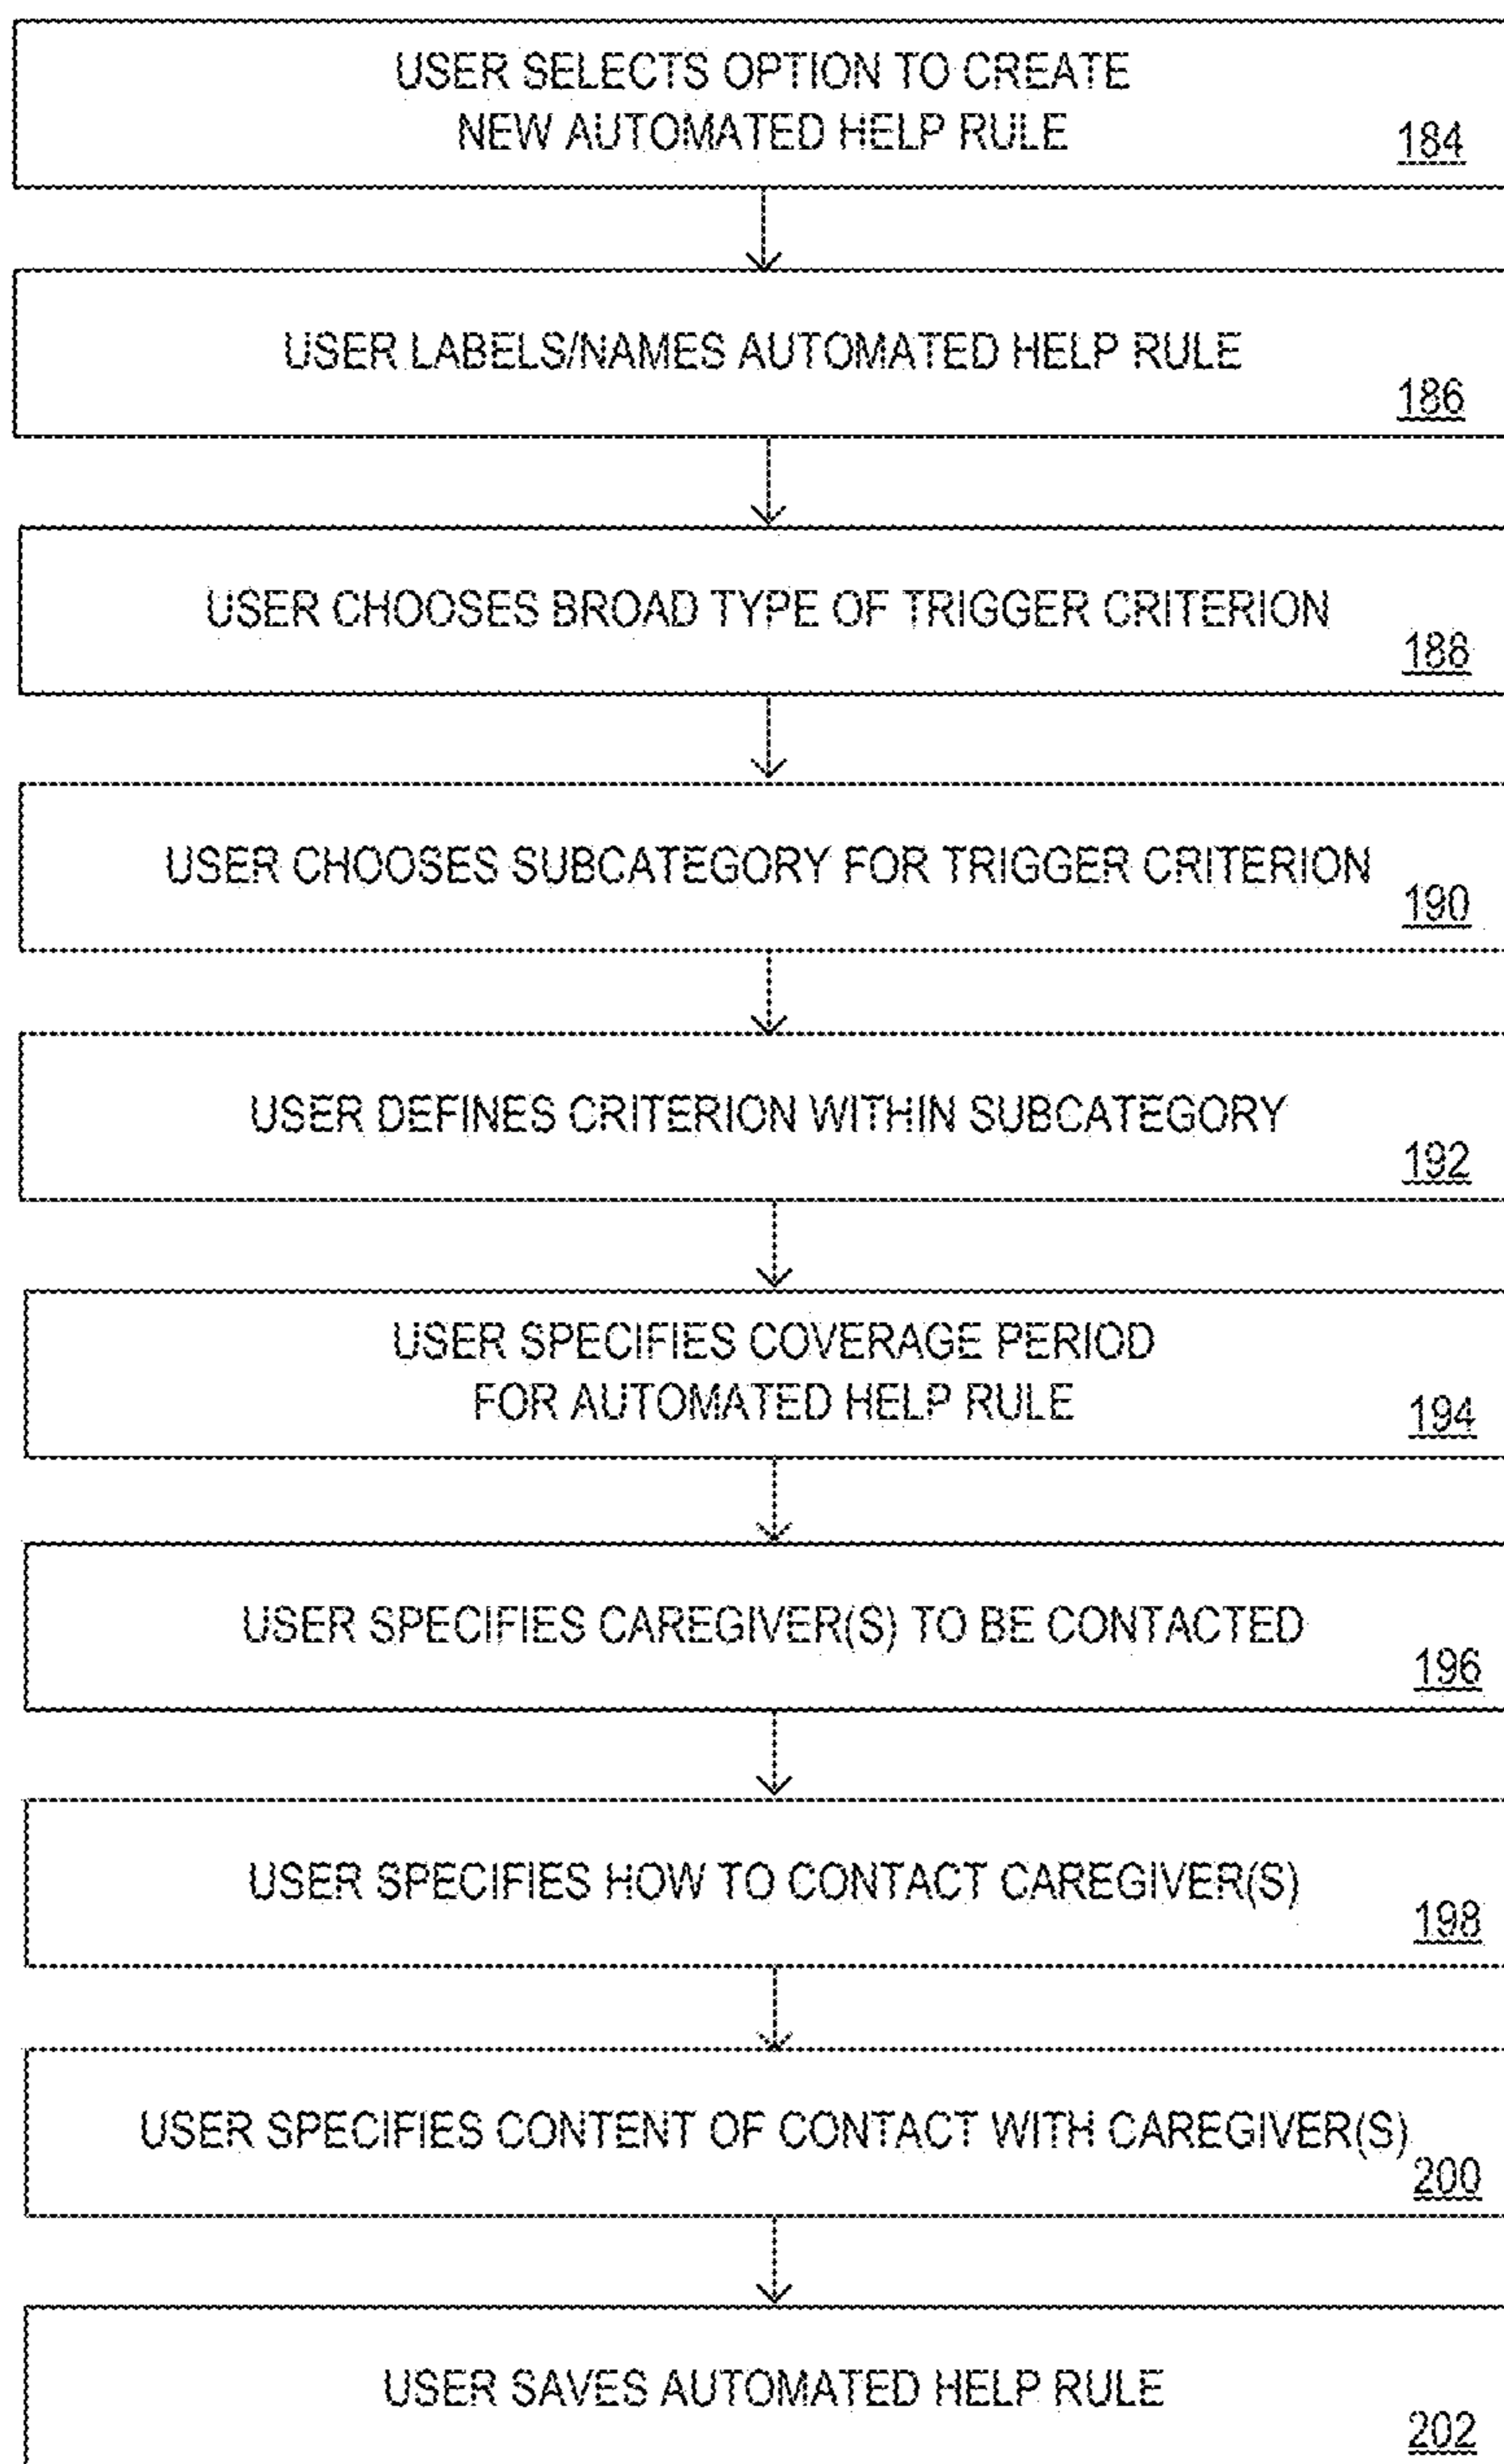 USER SELECTS OPTION TO CREATE
NEW AUTOMATED HELP RULE
184
USER LABELS/NAMES AUTOMATED HELP RULE
186
USER CHOOSES BROAD TYPE OF TRIGGER CRITERION
188
USER CHOOSES SUBCATEGORY FOR TRIGGER CRITERION
190
USER DEFINES CRITERION WITHIN SUBCATEGORY
192
USER SPECIFIES COVERAGE PERIOD
FOR AUTOMATED HELP RULE
194
USER SPECIFIES CAREGIVER(S) TO BE CONTACTED
196
USER SPECIFIES HOW TO CONTACT CAREGIVER(S)
198
USER SPECIFIES CONTENT OF CONTACT WITH CAREGIVER(S)
200
USER SAVES AUTOMATED HELP RULE
202